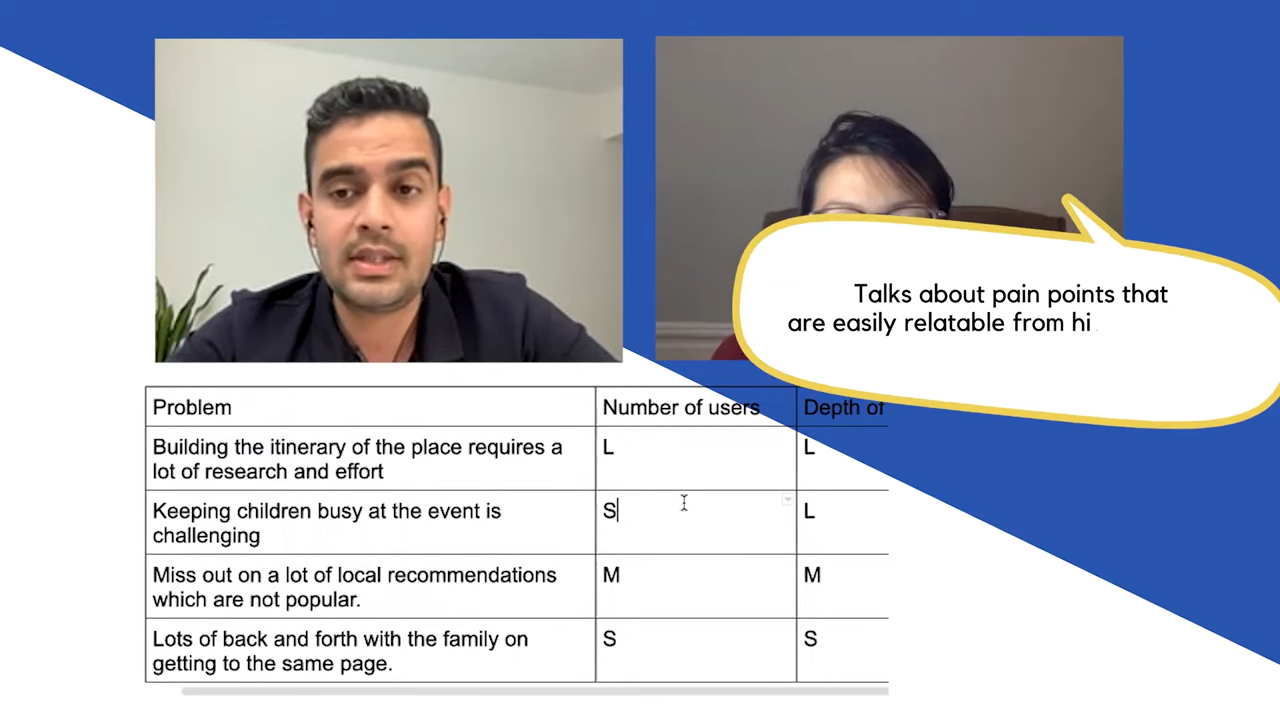 Talks about pain points that
are easily relatable from hi
Problem
Number of users
Depth of
Building the itinerary of the place requires a
lot of research and effort
L
L
Keeping children busy at the event is
challenging
S
L
Miss out on a lot of local recommendations
which are not popular.
M
M
Lots of back and forth with the family on
getting to the same page.
S
S